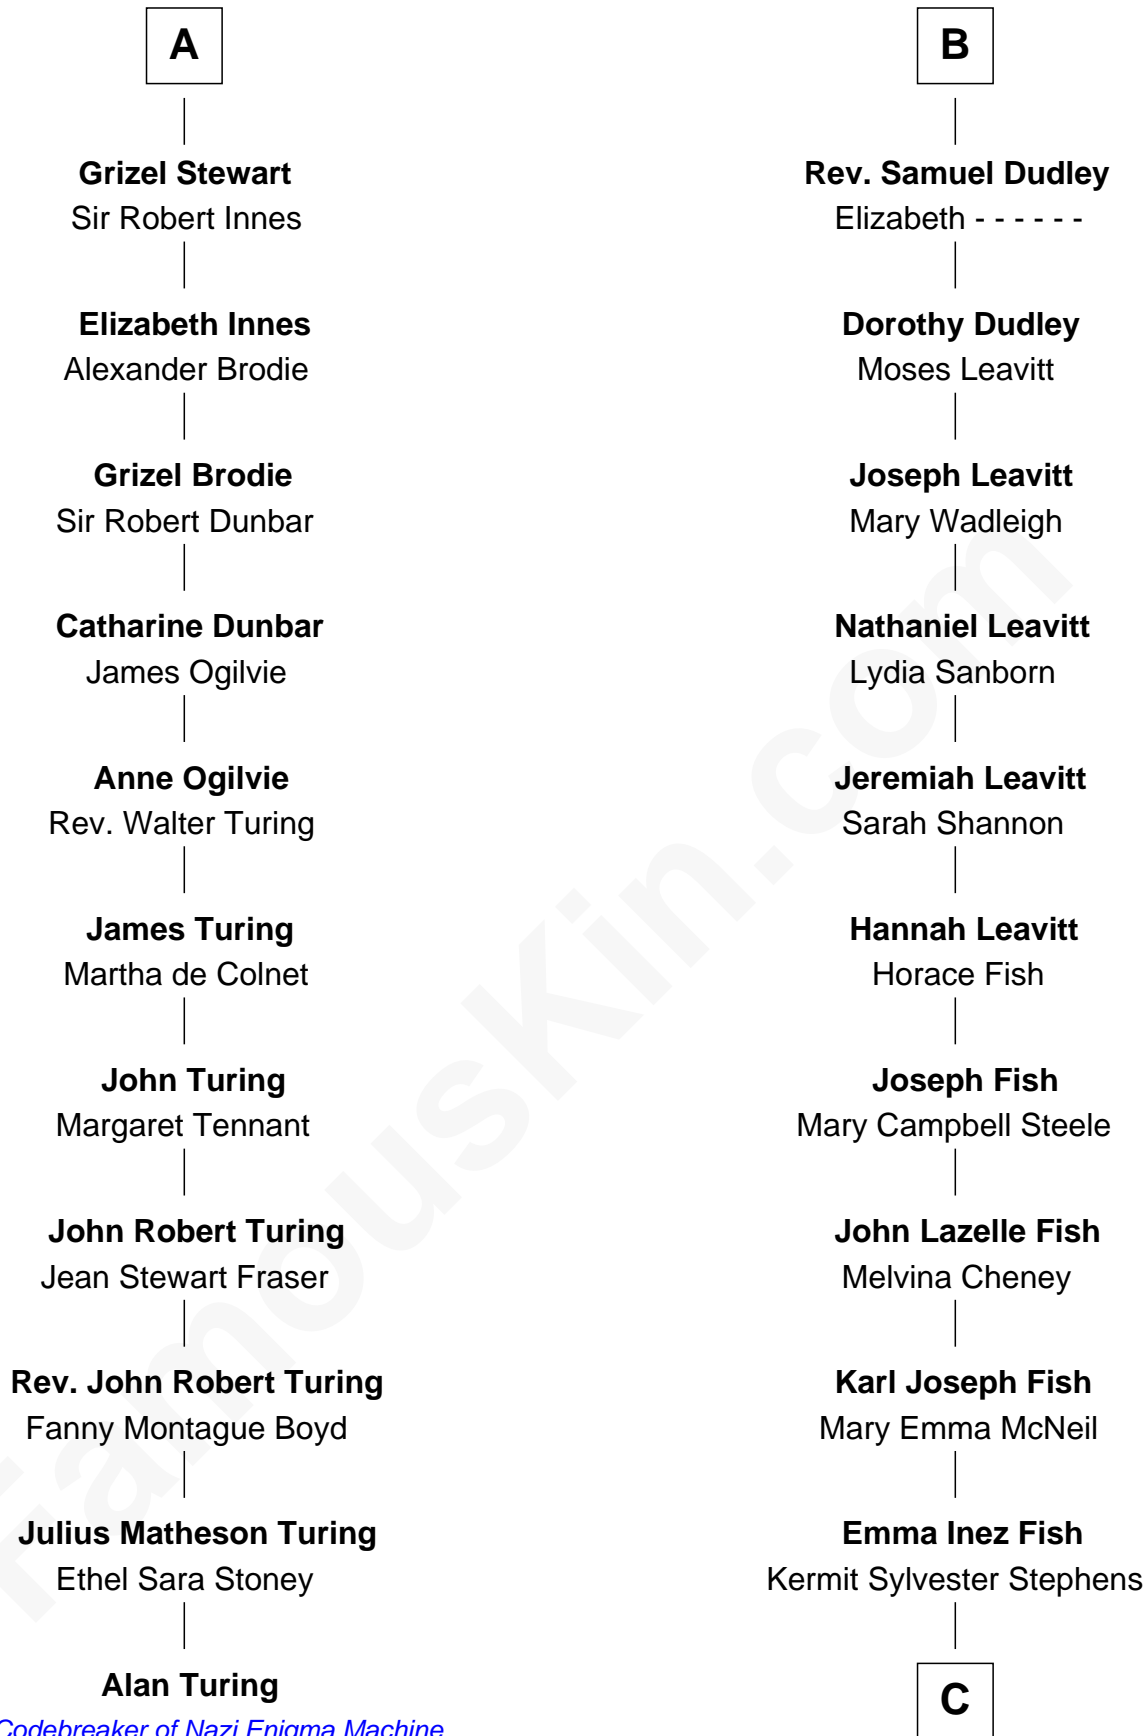 A
Grizel Stewart
Sir Robert Innes
Elizabeth Innes
Alexander Brodie
Grizel Brodie
Sir Robert Dunbar
Catharine Dunbar
James Ogilvie
Anne Ogilvie
Rev. Walter Turing
James Turing
Martha de Colnet
John Turing
Margaret Tennant
John Robert Turing
Jean Stewart Fraser
Rev. John Robert Turing
Fanny Montague Boyd
Julius Matheson Turing
Ethel Sara Stoney
Alan Turing
Codebreaker of Nazi Enigma Machine
B
Rev. Samuel Dudley
Elizabeth - - - - - -
Dorothy Dudley
Moses Leavitt
Joseph Leavitt
Mary Wadleigh
Nathaniel Leavitt
Lydia Sanborn
Jeremiah Leavitt
Sarah Shannon
Hannah Leavitt
Horace Fish
Joseph Fish
Mary Campbell Steele
John Lazelle Fish
Melvina Cheney
Karl Joseph Fish
Mary Emma McNeil
Emma Inez Fish
Kermit Sylvester Stephens
C
FamousKin.com